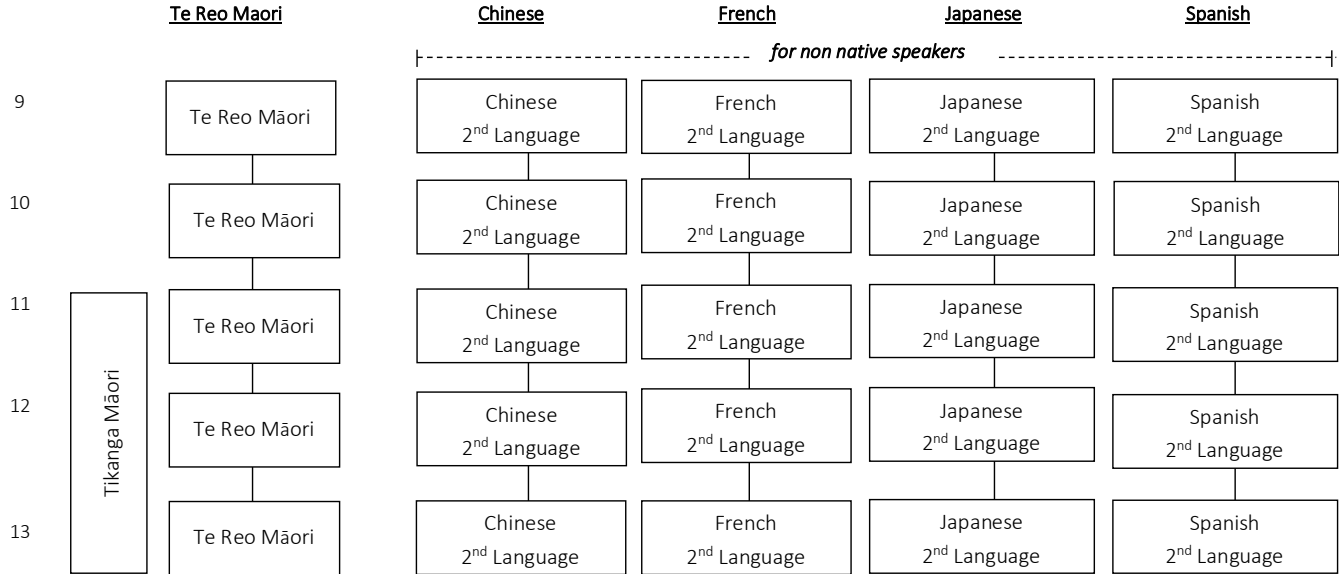 Te Reo Maori Chinese French Japanese Spanish
for non native speakers
9 Te Reo Māori Chinese French Japanese Spanish
2nd Language 2nd Language 2nd Language 2nd Language
10 Te Reo Māori Chinese French Japanese Spanish
2nd Language 2nd Language 2nd Language 2nd Language
11 Te Reo Māori Chinese French Japanese Spanish
2nd Language 2nd Language 2nd Language 2nd Language
Tikanga Māori
12 Te Reo Māori Chinese French Japanese Spanish
2nd Language 2nd Language 2nd Language 2nd Language
13 Te Reo Māori Chinese French Japanese Spanish
2nd Language 2nd Language 2nd Language 2nd Language